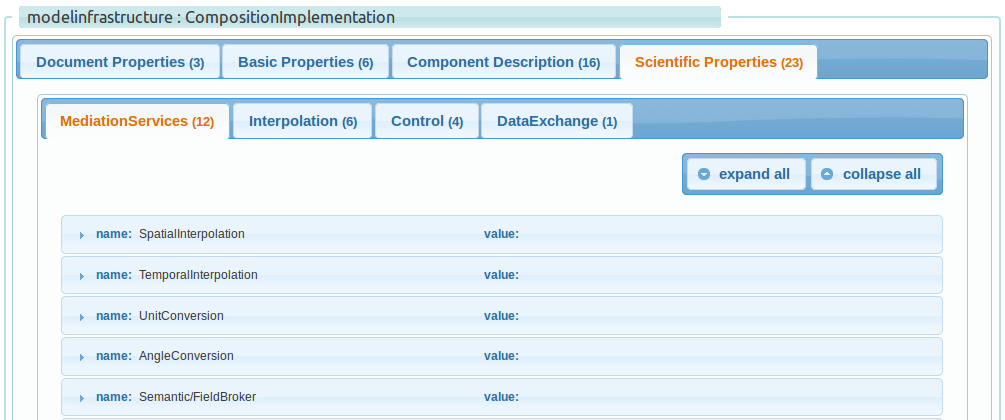 modelinfrastructure : CompositionImplementation
Document Properties (3) Basic Properties (6) Component Description (16) Scientific Properties (23)
MediationServices (12) Interpolation (6) Control (4) DataExchange (1)
expand all collapse all
name: SpatialInterpolation value:
name: TemporalInterpolation value:
name: UnitConversion value:
name: AngleConversion value:
name: Semantic/FieldBroker value: